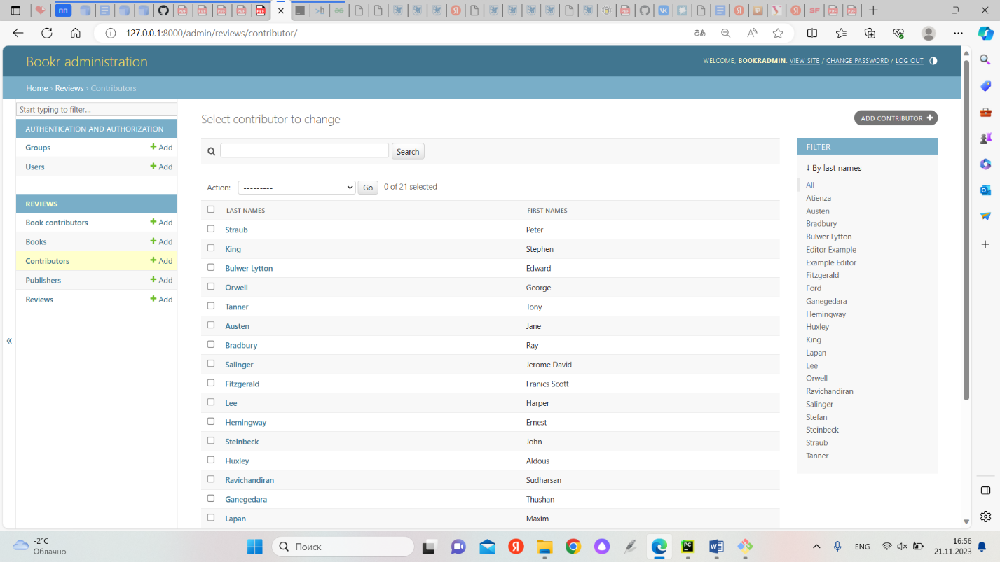 127.0.0.1:8000/admin/reviews/contributor/
Bookr administration
WELCOME, BOOKRADMIN. VIEW SITE / CHANGE PASSWORD / LOG OUT
Home › Reviews › Contributors
Start typing to filter...
AUTHENTICATION AND AUTHORIZATION
Groups + Add
Users + Add
REVIEWS
Book contributors + Add
Books + Add
Contributors + Add
Publishers + Add
Reviews + Add
«
Select contributor to change
ADD CONTRIBUTOR +
Search
Action: --------- Go 0 of 21 selected
LAST NAMES FIRST NAMES
Straub Peter
King Stephen
Bulwer Lytton Edward
Orwell George
Tanner Tony
Austen Jane
Bradbury Ray
Salinger Jerome David
Fitzgerald Franics Scott
Lee Harper
Hemingway Ernest
Steinbeck John
Huxley Aldous
Ravichandiran Sudharsan
Ganegedara Thushan
Lapan Maxim
FILTER
↓ By last names
All
Atienza
Austen
Bradbury
Bulwer Lytton
Editor Example
Example Editor
Fitzgerald
Ford
Ganegedara
Hemingway
Huxley
King
Lapan
Lee
Orwell
Ravichandiran
Salinger
Stefan
Steinbeck
Straub
Tanner
-2°C
Облачно
Поиск
ENG
16:56
21.11.2023